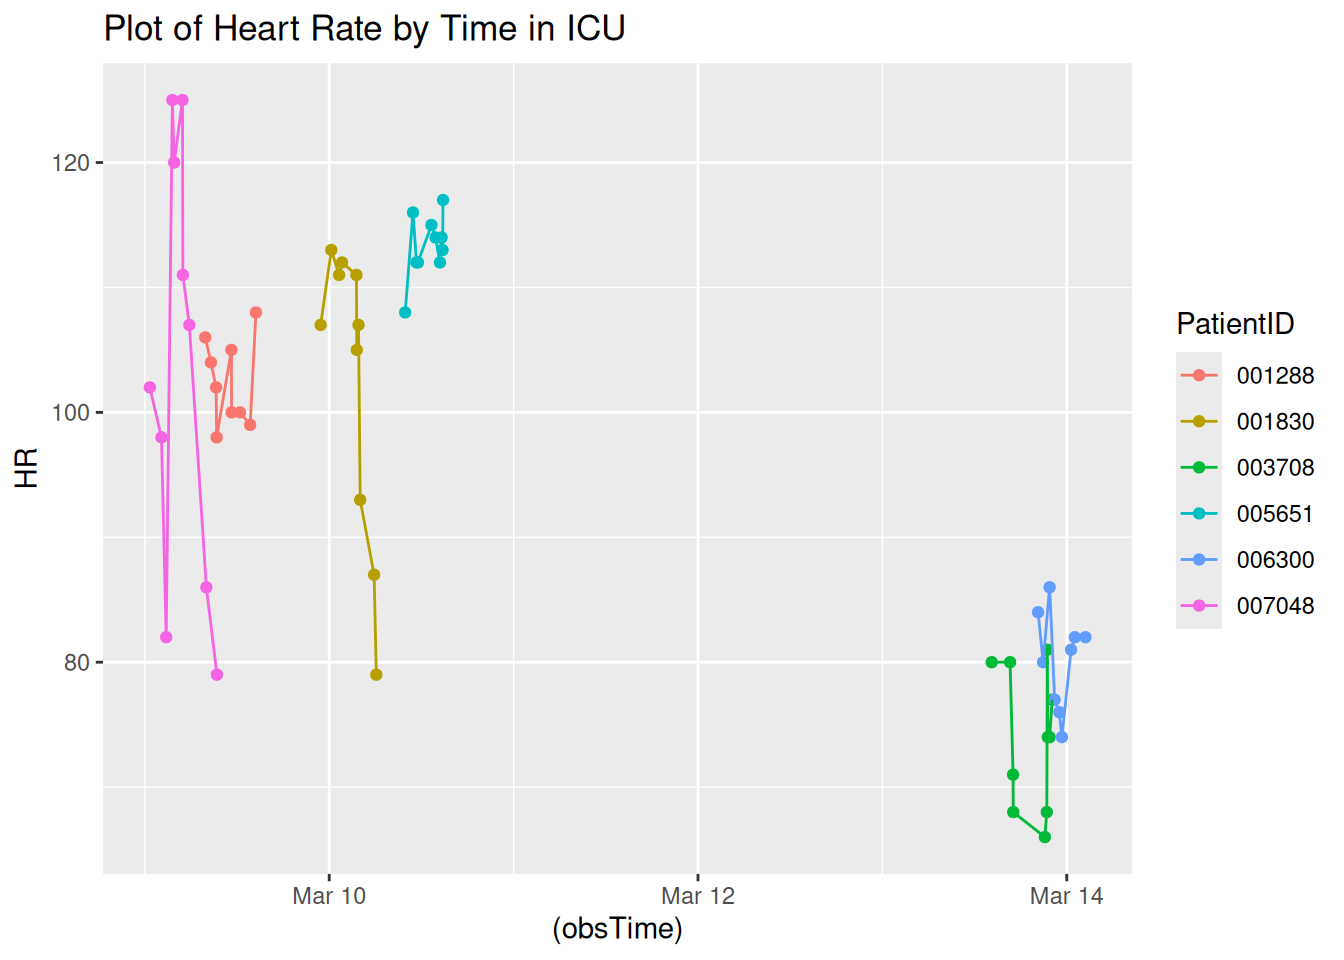 Plot of Heart Rate by Time in ICU
120
100
80
HR
Mar 10
Mar 12
Mar 14
(obsTime)
PatientID
001288
001830
003708
005651
006300
007048